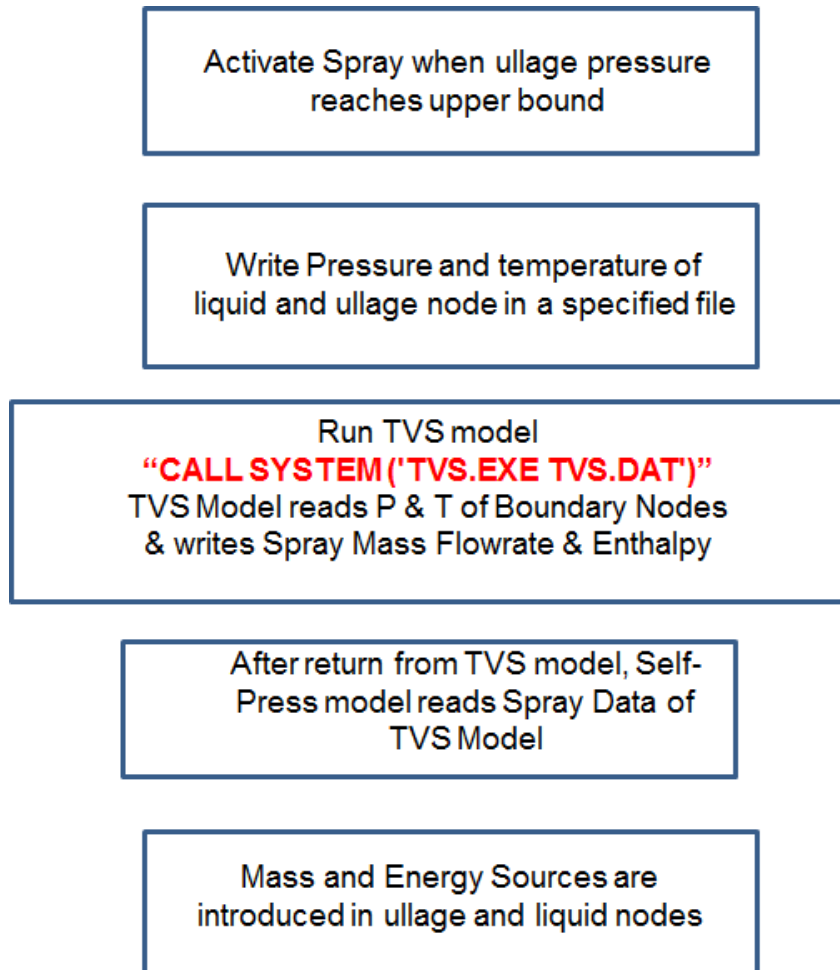 Activate Spray when ullage pressure
reaches upper bound
Write Pressure and temperature of
liquid and ullage node in a specified file
Run TVS model
“CALL SYSTEM ('TVS.EXE TVS.DAT')”
TVS Model reads P & T of Boundary Nodes
& writes Spray Mass Flowrate & Enthalpy
After return from TVS model, Self-
Press model reads Spray Data of
TVS Model
Mass and Energy Sources are
introduced in ullage and liquid nodes